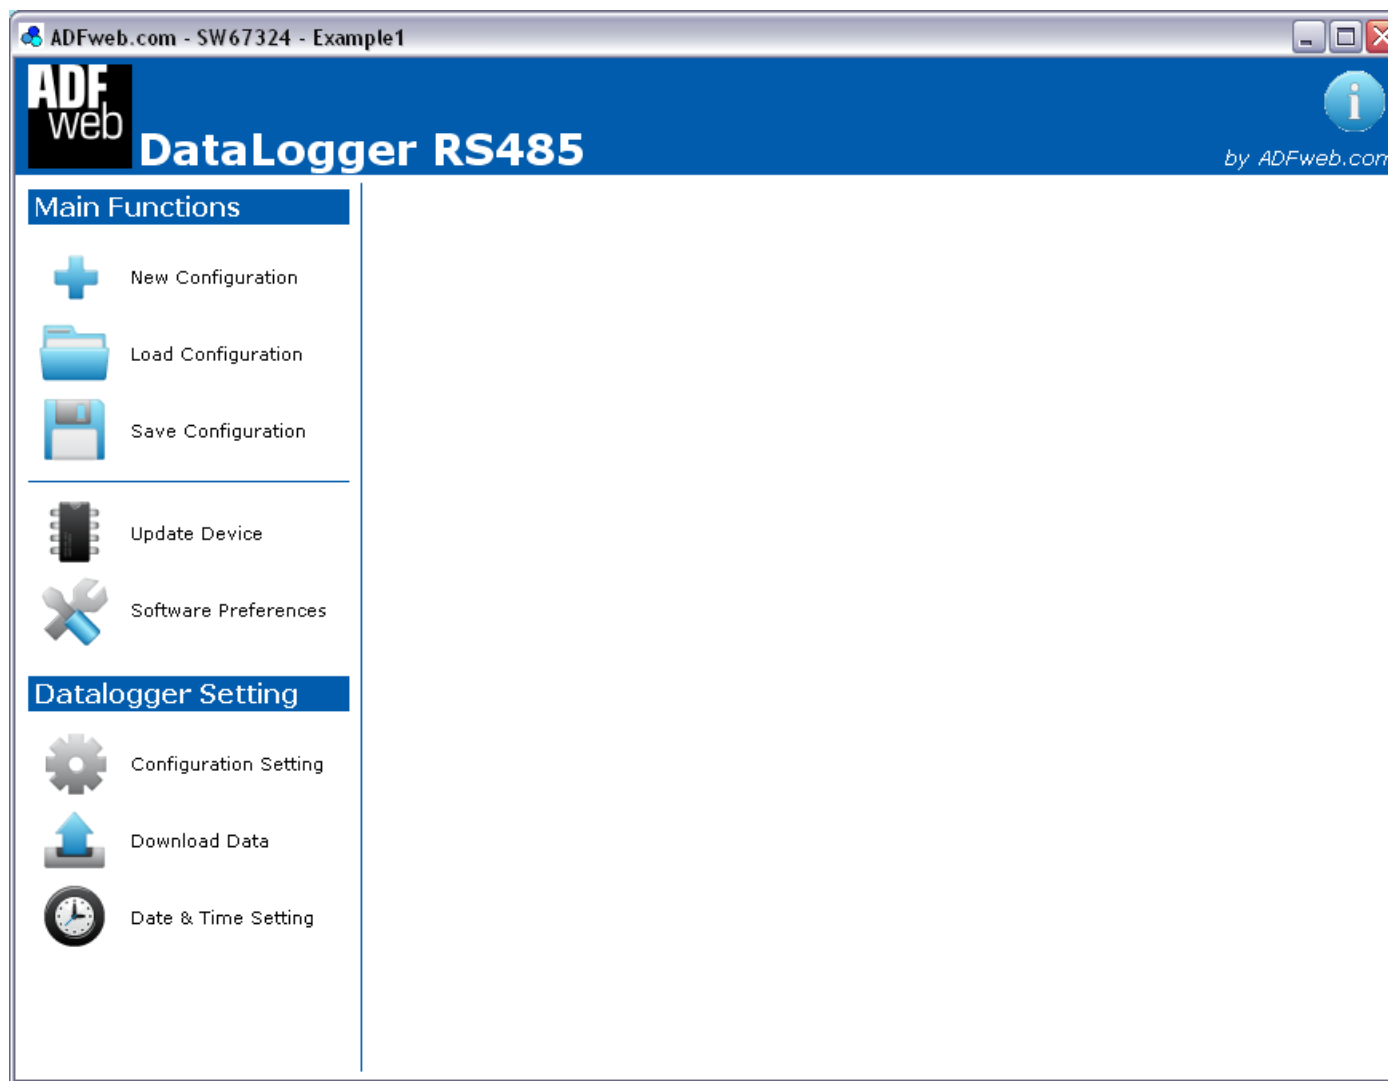 ADFweb.com - SW67324 - Example1
ADF
web
DataLogger RS485
i
by ADFweb.com
Main Functions
New Configuration
Load Configuration
Save Configuration
Update Device
Software Preferences
Datalogger Setting
Configuration Setting
Download Data
Date & Time Setting